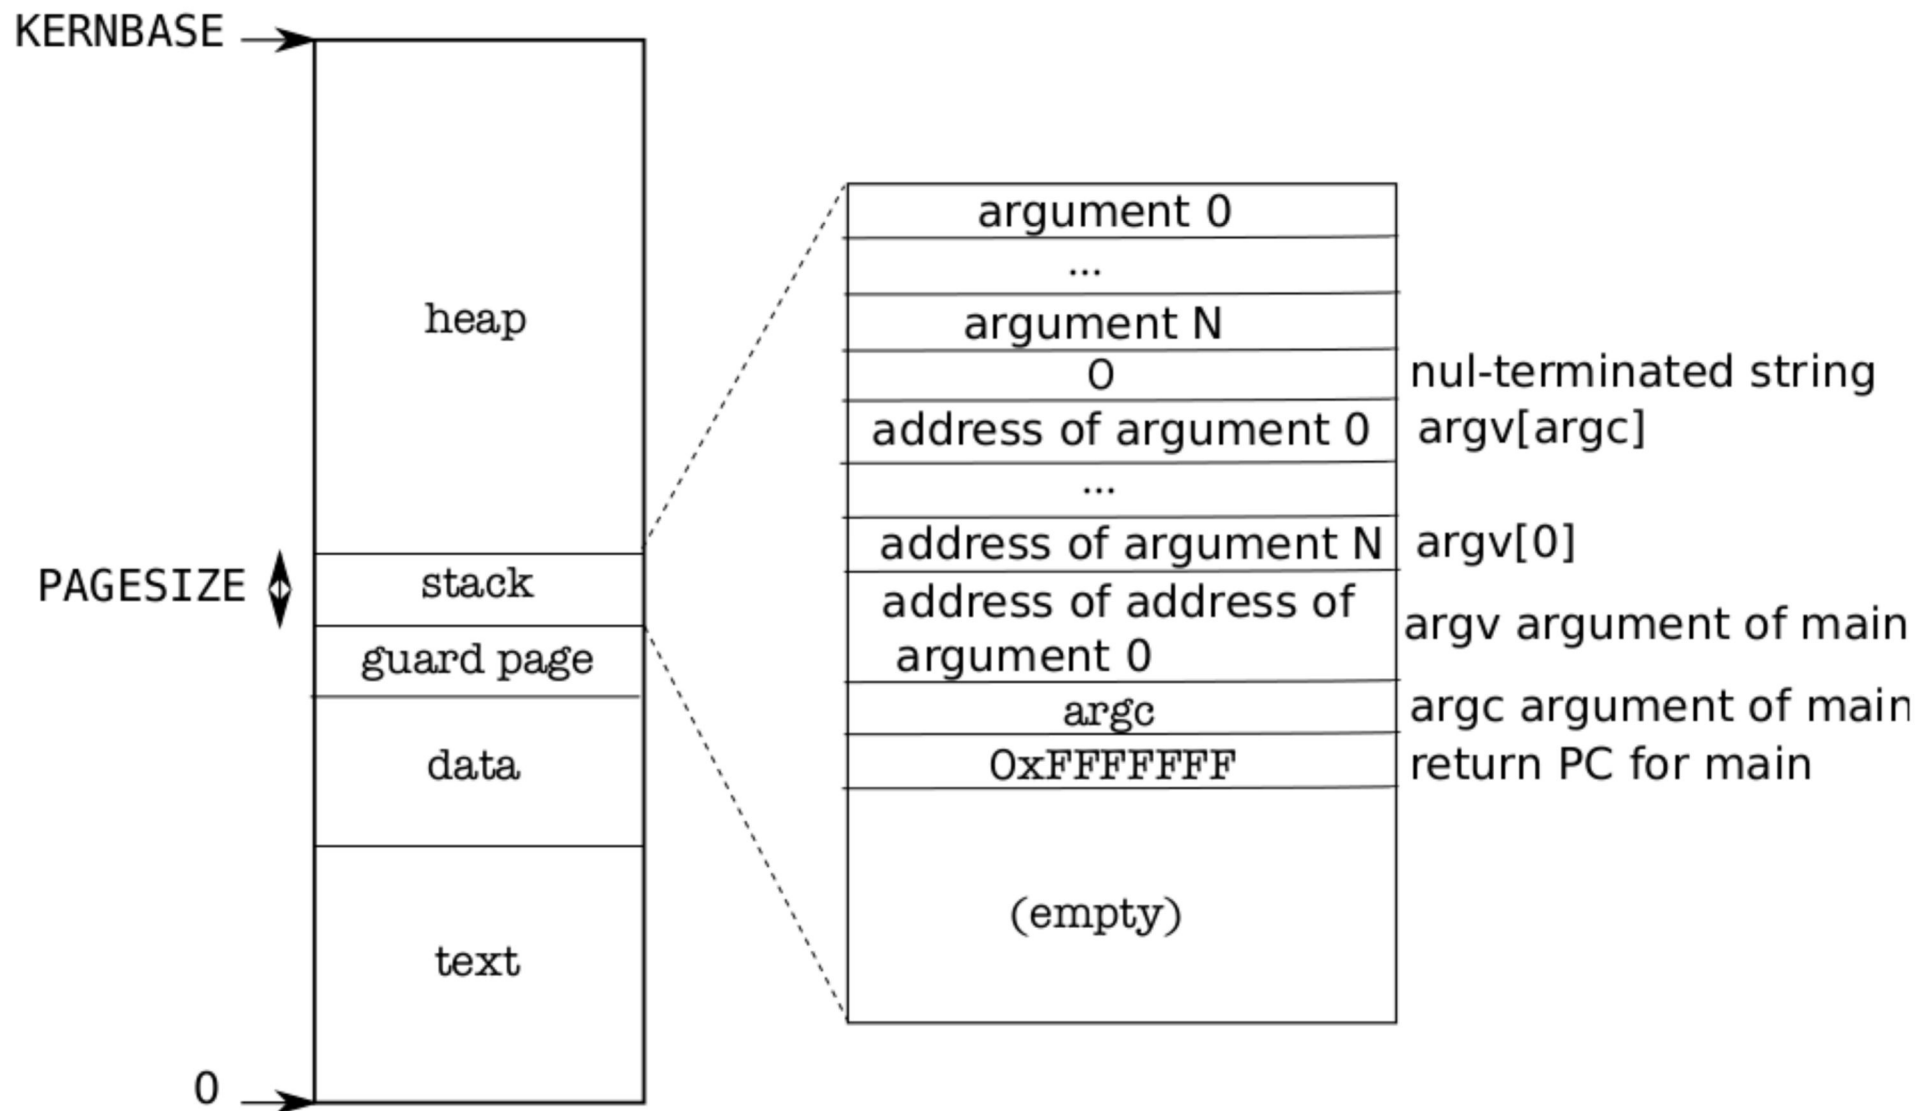 KERNBASE
heap
PAGESIZE
stack
guard page
data
text
0
argument 0
...
argument N
0 nul-terminated string
address of argument 0 argv[argc]
...
address of argument N argv[0]
address of address of
argument 0
argv argument of main
argc argc argument of main
0xFFFFFFF return PC for main
(empty)